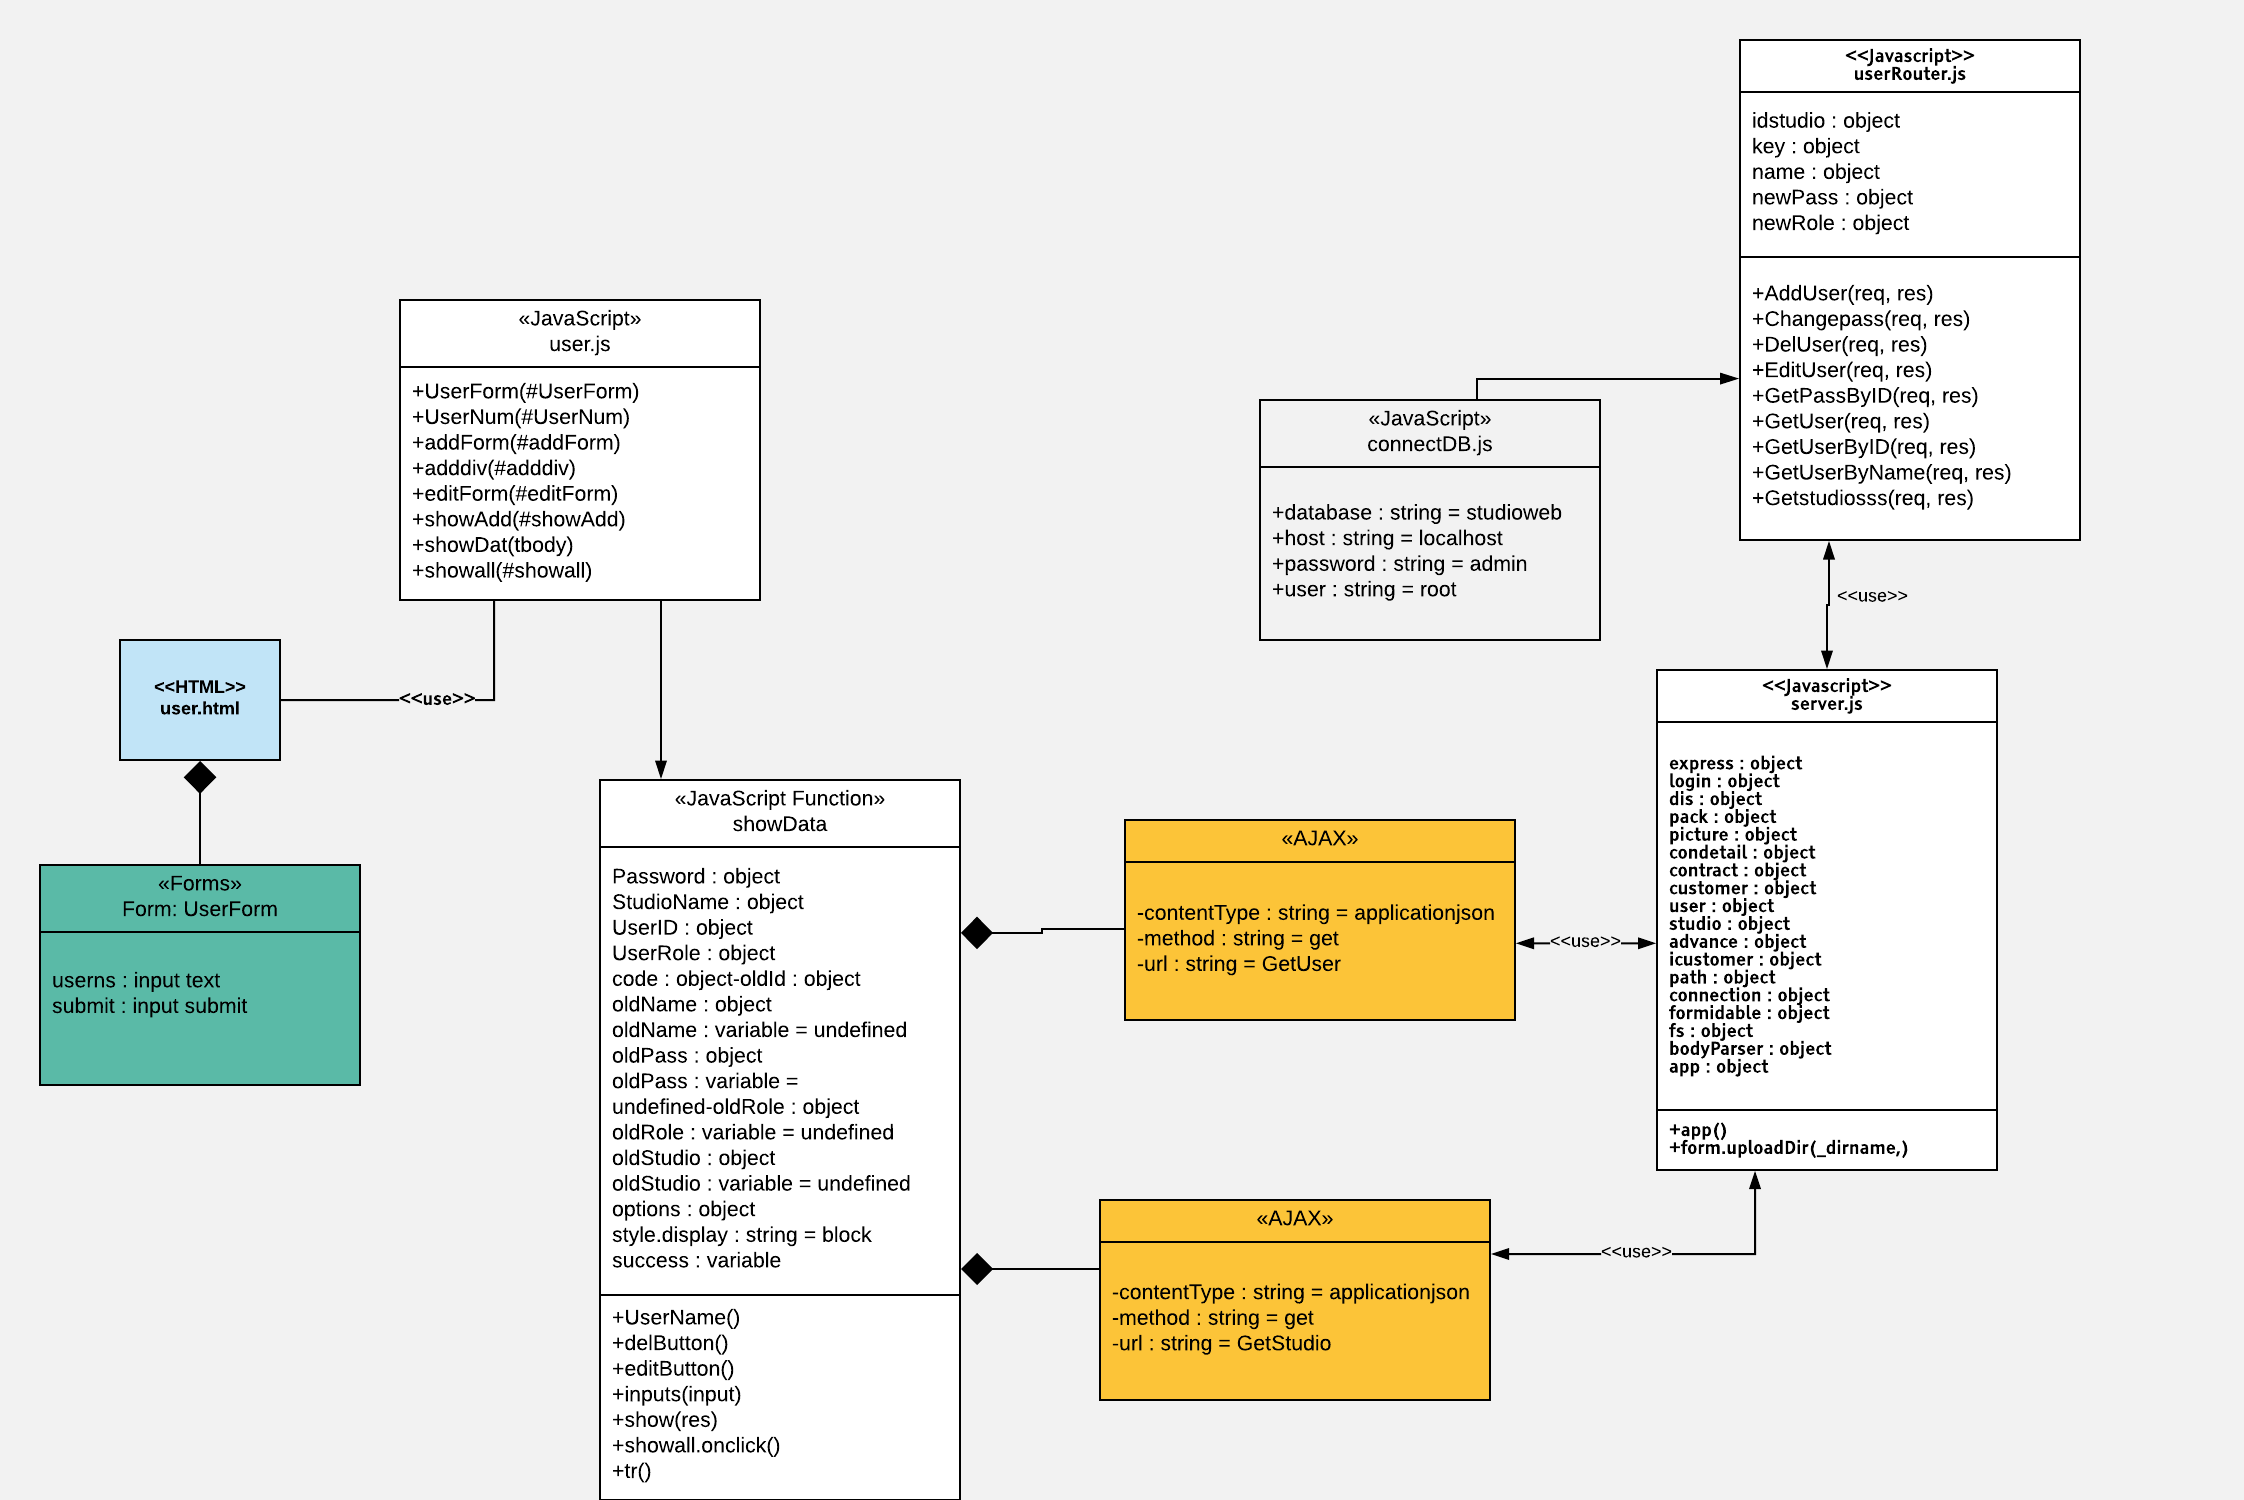 <<Javascript>>
userRouter.js
idstudio : object
key : object
name : object
newPass : object
newRole : object
+AddUser(req, res)
+Changepass(req, res)
+DelUser(req, res)
+EditUser(req, res)
+GetPassByID(req, res)
+GetUser(req, res)
+GetUserByID(req, res)
+GetUserByName(req, res)
+Getstudiosss(req, res)
«JavaScript»
user.js
+UserForm(#UserForm)
+UserNum(#UserNum)
+addForm(#addForm)
+adddiv(#adddiv)
+editForm(#editForm)
+showAdd(#showAdd)
+showDat(tbody)
+showall(#showall)
«JavaScript»
connectDB.js
+database : string = studioweb
+host : string = localhost
+password : string = admin
+user : string = root
<<use>>
<<HTML>>
user.html
<<use>>
<<Javascript>>
server.js
express : object
login : object
dis : object
pack : object
picture : object
condetail : object
contract : object
customer : object
user : object
studio : object
advance : object
icustomer : object
path : object
connection : object
formidable : object
fs : object
bodyParser : object
app : object
+app()
+form.uploadDir(_dirname,)
«Forms»
Form: UserForm
userns : input text
submit : input submit
«JavaScript Function»
showData
Password : object
StudioName : object
UserID : object
UserRole : object
code : object-oldId : object
oldName : object
oldName : variable = undefined
oldPass : object
oldPass : variable =
undefined-oldRole : object
oldRole : variable = undefined
oldStudio : object
oldStudio : variable = undefined
options : object
style.display : string = block
success : variable
+UserName()
+delButton()
+editButton()
+inputs(input)
+show(res)
+showall.onclick()
+tr()
«AJAX»
-contentType : string = applicationjson
-method : string = get
-url : string = GetUser
<<use>>
«AJAX»
-contentType : string = applicationjson
-method : string = get
-url : string = GetStudio
<<use>>